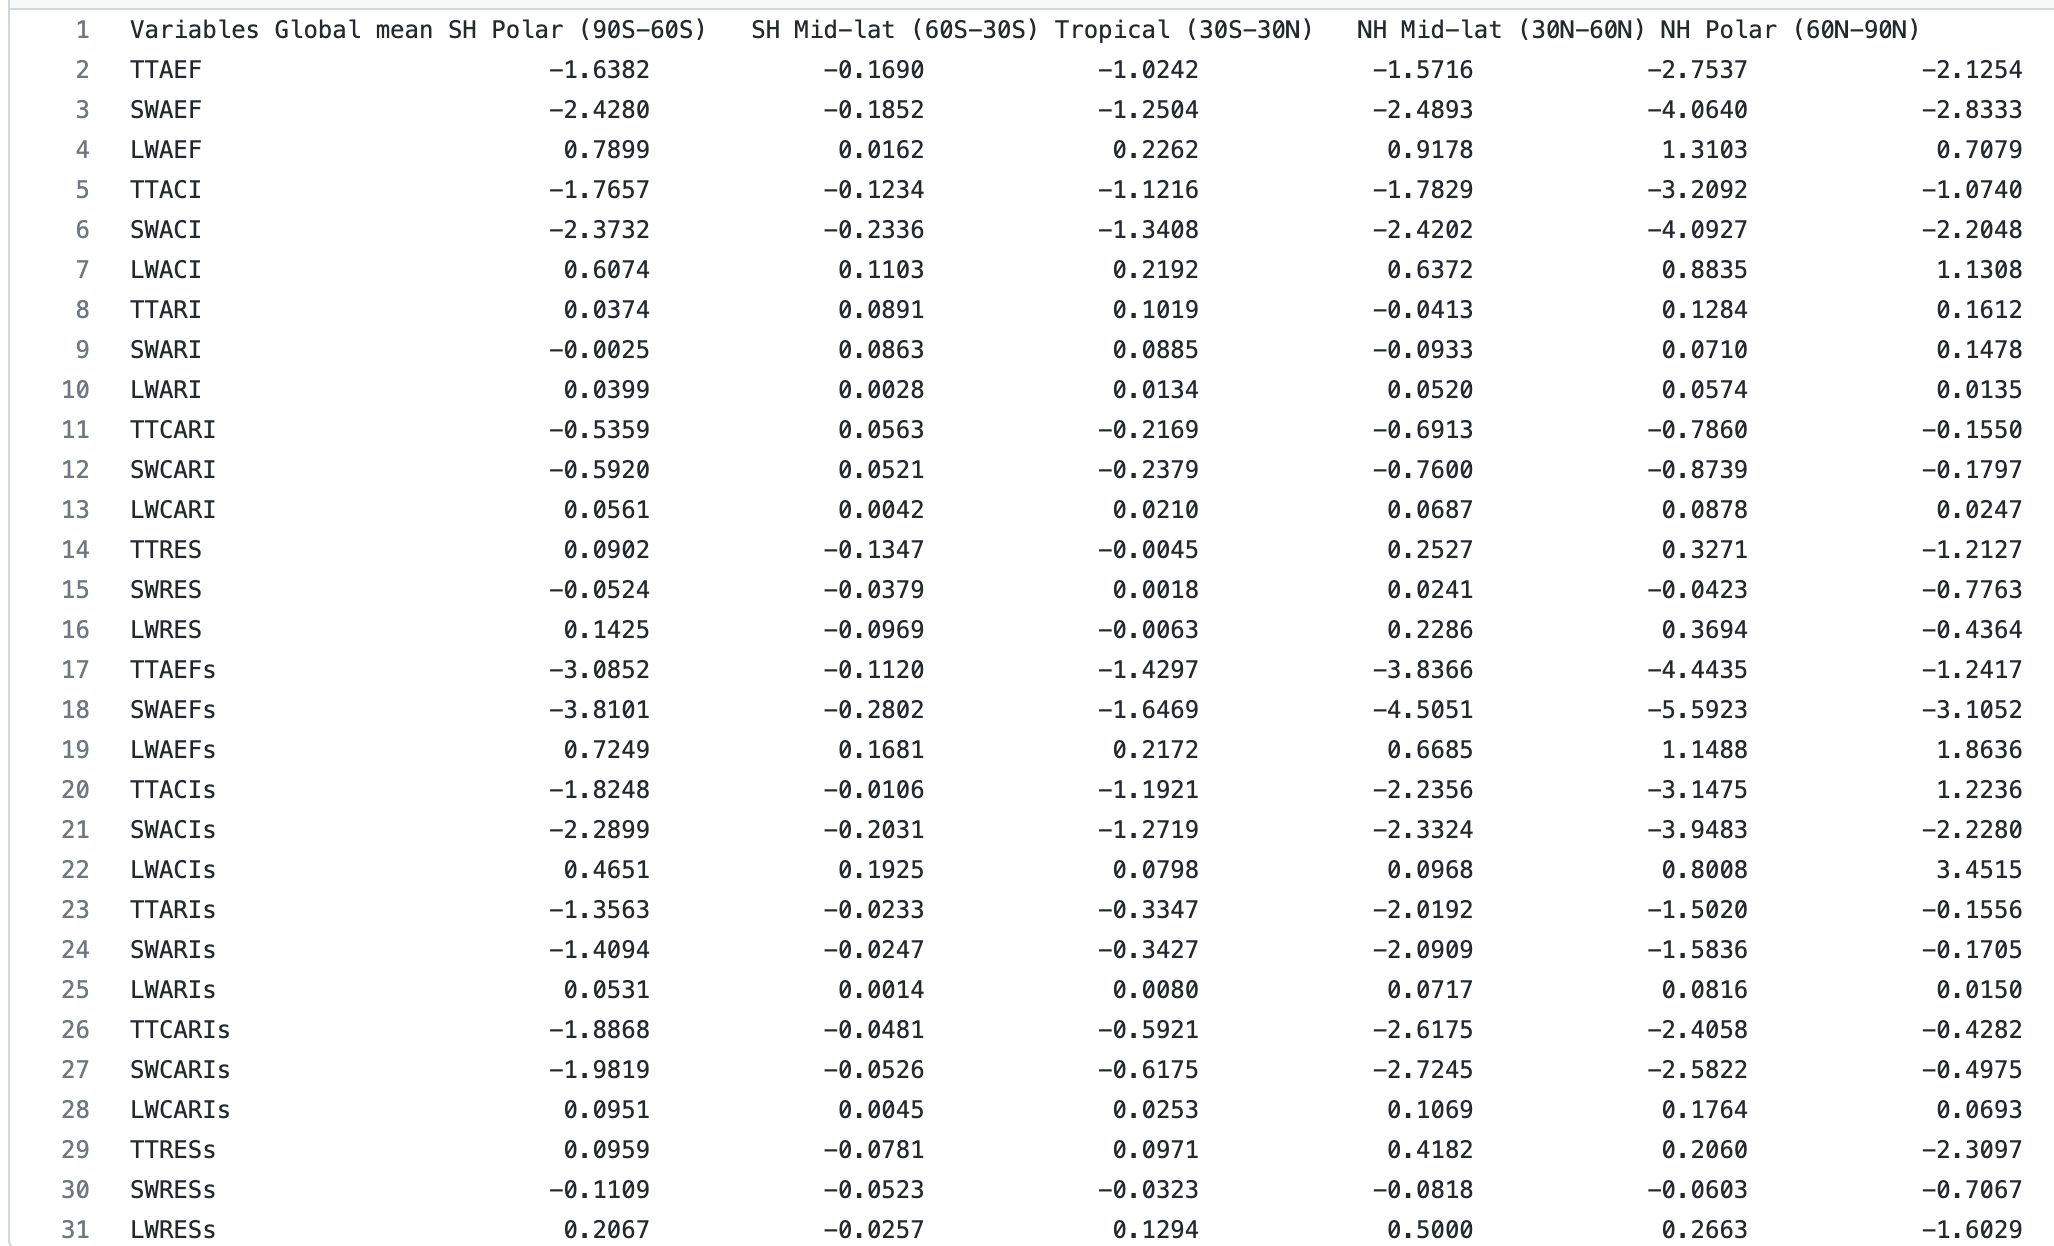 1 Variables Global mean SH Polar (90S-60S) SH Mid-lat (60S-30S) Tropical (30S-30N) NH Mid-lat (30N-60N) NH Polar (60N-90N)
2 TTAEF -1.6382 -0.1690 -1.0242 -1.5716 -2.7537 -2.1254
3 SWAEF -2.4280 -0.1852 -1.2504 -2.4893 -4.0640 -2.8333
4 LWAEF 0.7899 0.0162 0.2262 0.9178 1.3103 0.7079
5 TTACI -1.7657 -0.1234 -1.1216 -1.7829 -3.2092 -1.0740
6 SWACI -2.3732 -0.2336 -1.3408 -2.4202 -4.0927 -2.2048
7 LWACI 0.6074 0.1103 0.2192 0.6372 0.8835 1.1308
8 TTARI 0.0374 0.0891 0.1019 -0.0413 0.1284 0.1612
9 SWARI -0.0025 0.0863 0.0885 -0.0933 0.0710 0.1478
10 LWARI 0.0399 0.0028 0.0134 0.0520 0.0574 0.0135
11 TTCARI -0.5359 0.0563 -0.2169 -0.6913 -0.7860 -0.1550
12 SWCARI -0.5920 0.0521 -0.2379 -0.7600 -0.8739 -0.1797
13 LWCARI 0.0561 0.0042 0.0210 0.0687 0.0878 0.0247
14 TTRES 0.0902 -0.1347 -0.0045 0.2527 0.3271 -1.2127
15 SWRES -0.0524 -0.0379 0.0018 0.0241 -0.0423 -0.7763
16 LWRES 0.1425 -0.0969 -0.0063 0.2286 0.3694 -0.4364
17 TTAEFs -3.0852 -0.1120 -1.4297 -3.8366 -4.4435 -1.2417
18 SWAEFs -3.8101 -0.2802 -1.6469 -4.5051 -5.5923 -3.1052
19 LWAEFs 0.7249 0.1681 0.2172 0.6685 1.1488 1.8636
20 TTACIs -1.8248 -0.0106 -1.1921 -2.2356 -3.1475 1.2236
21 SWACIs -2.2899 -0.2031 -1.2719 -2.3324 -3.9483 -2.2280
22 LWACIs 0.4651 0.1925 0.0798 0.0968 0.8008 3.4515
23 TTARIs -1.3563 -0.0233 -0.3347 -2.0192 -1.5020 -0.1556
24 SWARIs -1.4094 -0.0247 -0.3427 -2.0909 -1.5836 -0.1705
25 LWARIs 0.0531 0.0014 0.0080 0.0717 0.0816 0.0150
26 TTCARIs -1.8868 -0.0481 -0.5921 -2.6175 -2.4058 -0.4282
27 SWCARIs -1.9819 -0.0526 -0.6175 -2.7245 -2.5822 -0.4975
28 LWCARIs 0.0951 0.0045 0.0253 0.1069 0.1764 0.0693
29 TTRESs 0.0959 -0.0781 0.0971 0.4182 0.2060 -2.3097
30 SWRESs -0.1109 -0.0523 -0.0323 -0.0818 -0.0603 -0.7067
31 LWRESs 0.2067 -0.0257 0.1294 0.5000 0.2663 -1.6029